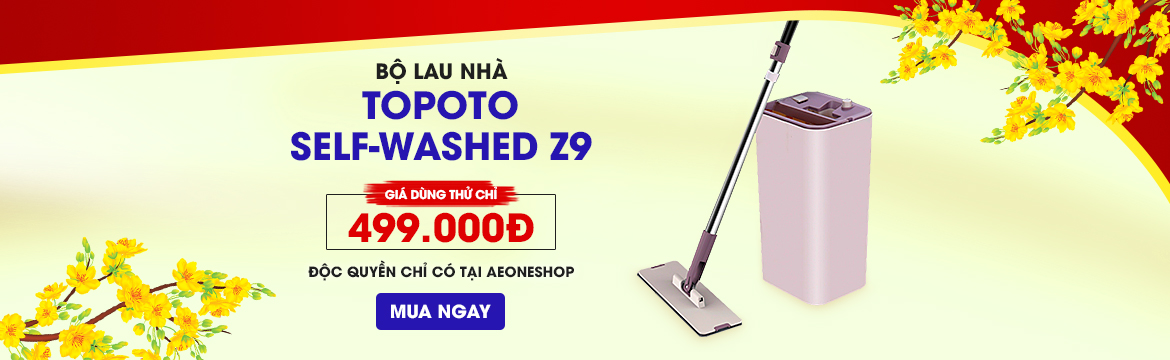 BỘ LAU NHÀ
TOPOTO
SELF-WASHED Z9
GIÁ DÙNG THỬ CHỈ
499.000Đ
ĐỘC QUYỀN CHỈ CÓ TẠI AEONESHOP
MUA NGAY